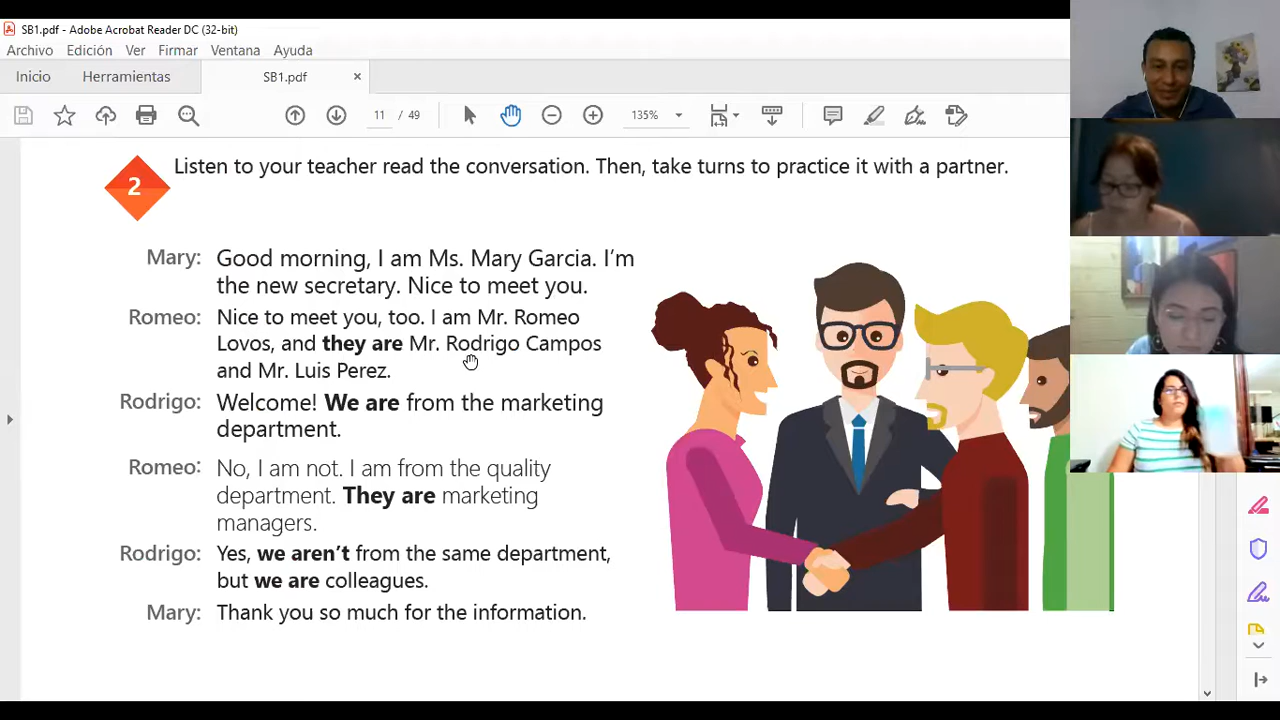 SB1.pdf - Adobe Acrobat Reader DC (32-bit)
Archivo Edición Ver Firmar Ventana Ayuda
Inicio Herramientas SB1.pdf ×
11 / 49 135%
2 Listen to your teacher read the conversation. Then, take turns to practice it with a partner.
Mary: Good morning, I am Ms. Mary Garcia. I’m
the new secretary. Nice to meet you.
Romeo: Nice to meet you, too. I am Mr. Romeo
Lovos, and they are Mr. Rodrigo Campos
and Mr. Luis Perez.
Rodrigo: Welcome! We are from the marketing
department.
Romeo: No, I am not. I am from the quality
department. They are marketing
managers.
Rodrigo: Yes, we aren’t from the same department,
but we are colleagues.
Mary: Thank you so much for the information.